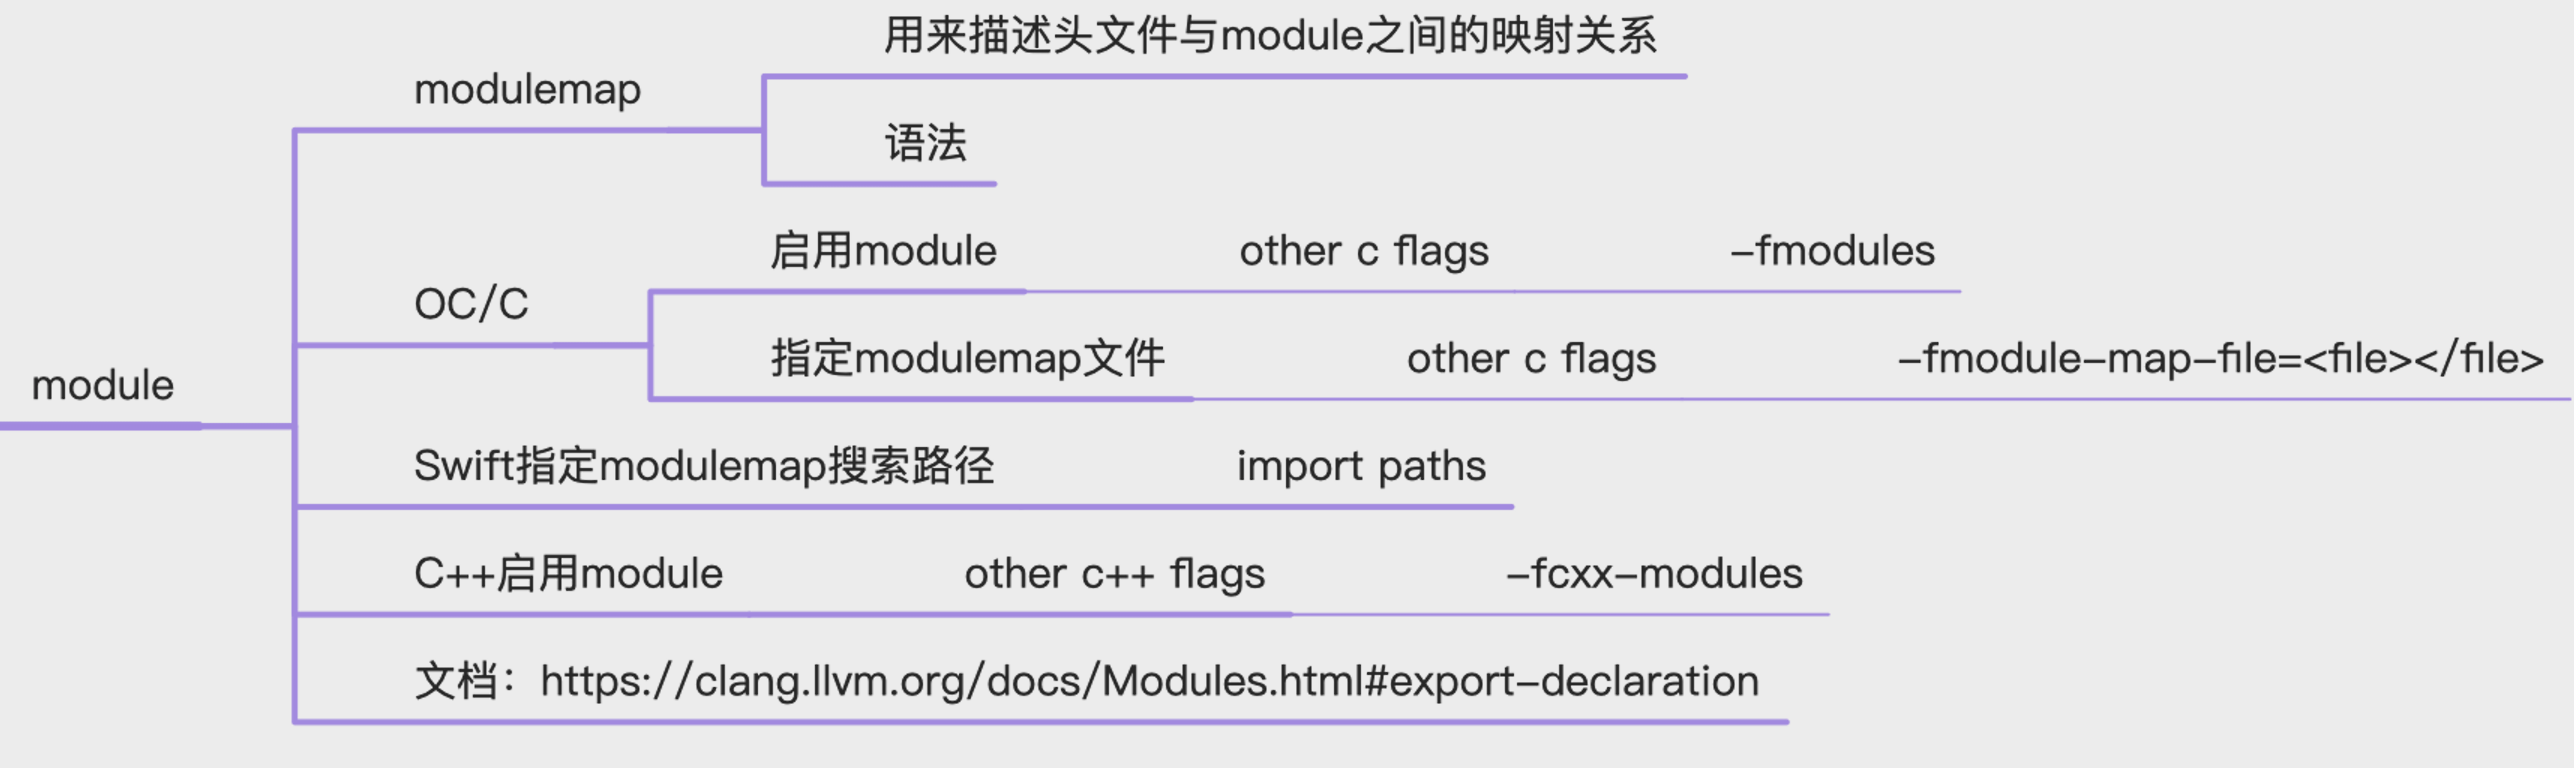 用来描述头文件与module之间的映射关系
modulemap
语法
启用module other c flags -fmodules
OC/C
指定modulemap文件 other c flags -fmodule-map-file=<file></file>
module
Swift指定modulemap搜索路径 import paths
C++启用module other c++ flags -fcxx-modules
文档：https://clang.llvm.org/docs/Modules.html#export-declaration